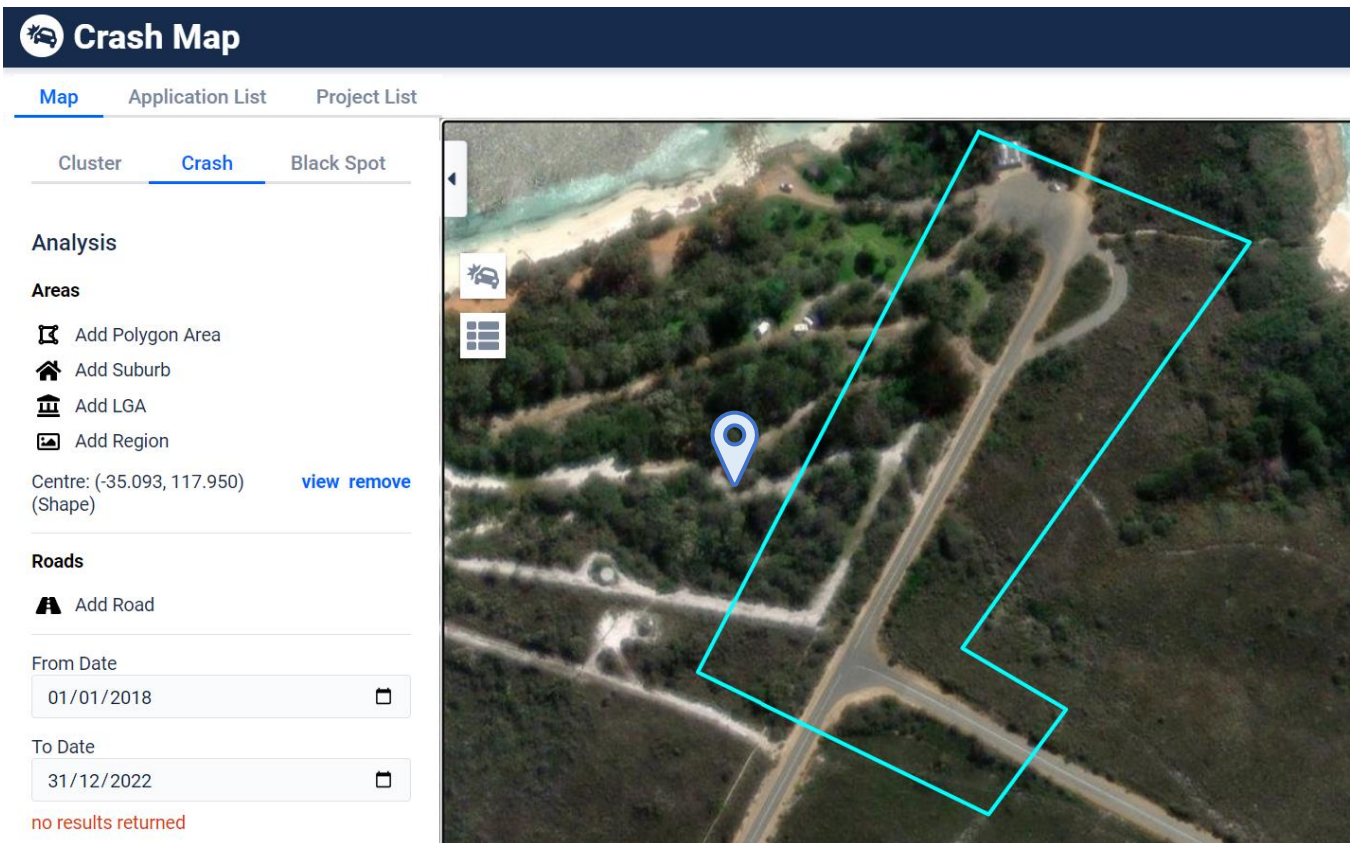 Crash Map
Map Application List Project List
Cluster Crash Black Spot
Analysis
Areas
Add Polygon Area
Add Suburb
Add LGA
Add Region
Centre: (-35.093, 117.950) view remove
(Shape)
Roads
Add Road
From Date
01/01/2018
To Date
31/12/2022
no results returned